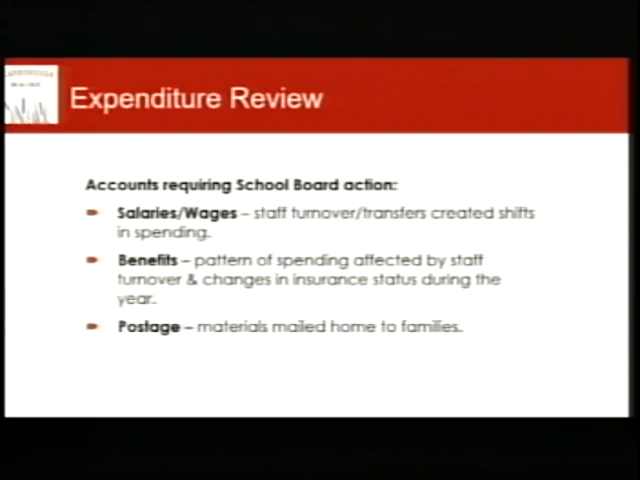 Expenditure Review
Accounts requiring School Board action:
Salaries/Wages – staff turnover/transfers created shifts
in spending.
Benefits – pattern of spending affected by staff
turnover & changes in insurance status during the
year.
Postage – materials mailed home to families.